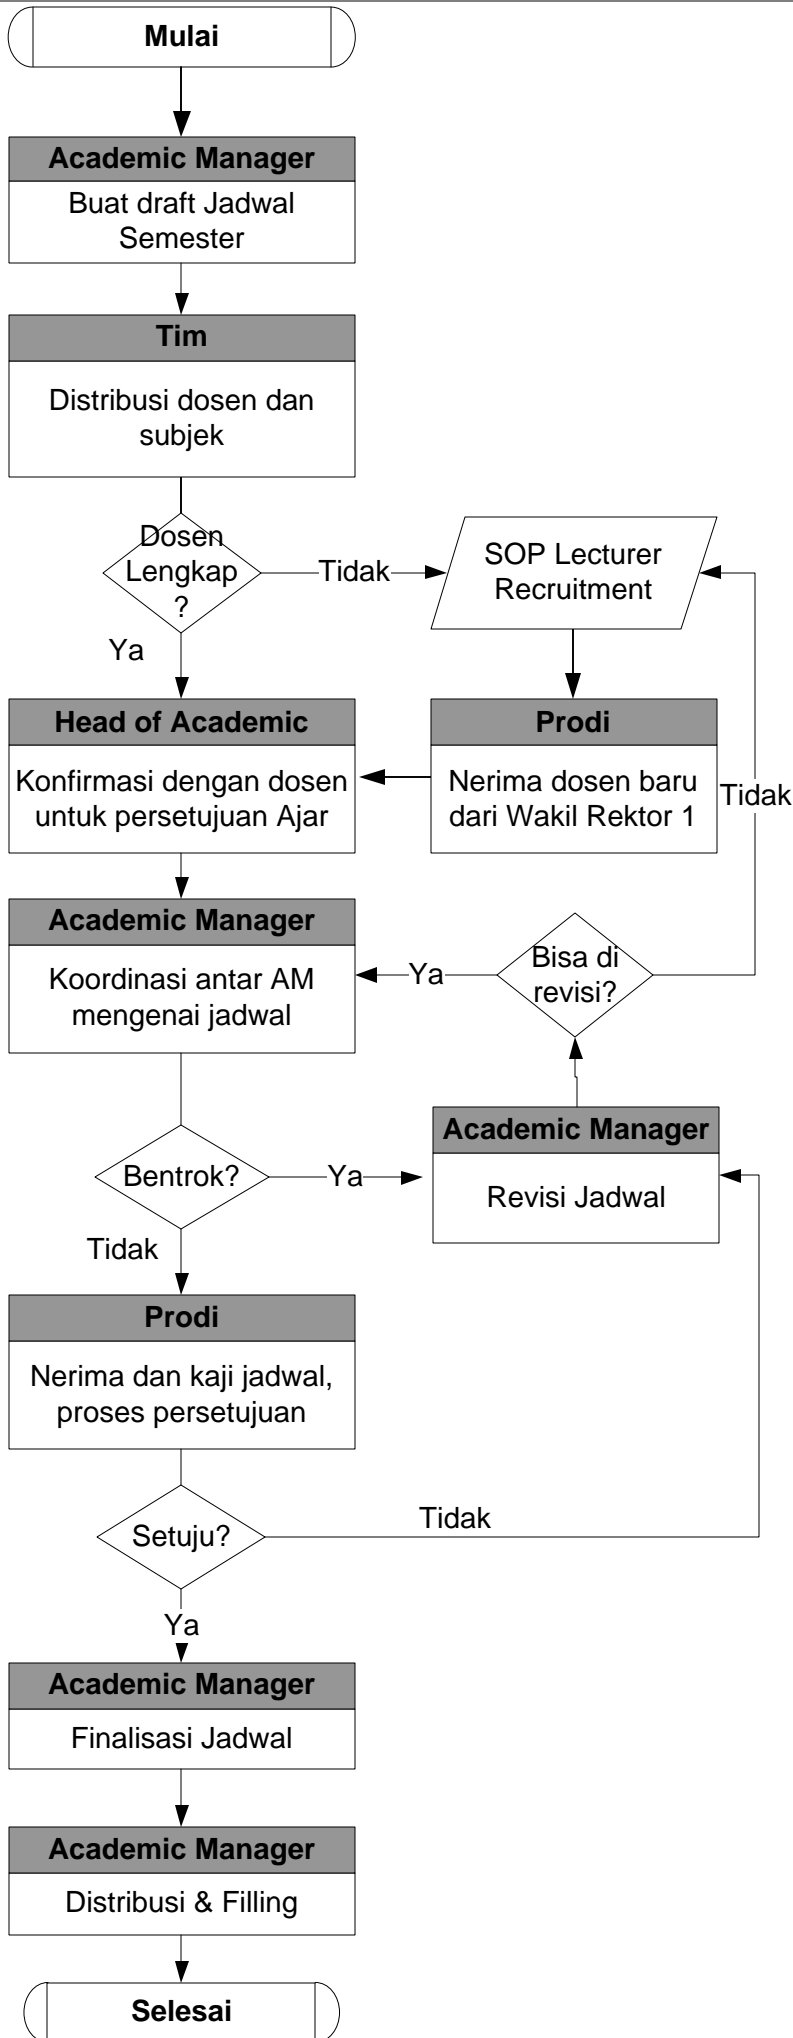 Mulai
Academic Manager
Buat draft Jadwal
Semester
Tim
Distribusi dosen dan
subjek
Dosen
Lengkap
?
Tidak
SOP Lecturer
Recruitment
Ya
Head of Academic
Konfirmasi dengan dosen
untuk persetujuan Ajar
Prodi
Nerima dosen baru
dari Wakil Rektor 1
Tidak
Academic Manager
Koordinasi antar AM
mengenai jadwal
Ya
Bisa di
revisi?
Academic Manager
Revisi Jadwal
Bentrok?
Ya
Tidak
Prodi
Nerima dan kaji jadwal,
proses persetujuan
Setuju?
Tidak
Ya
Academic Manager
Finalisasi Jadwal
Academic Manager
Distribusi & Filling
Selesai